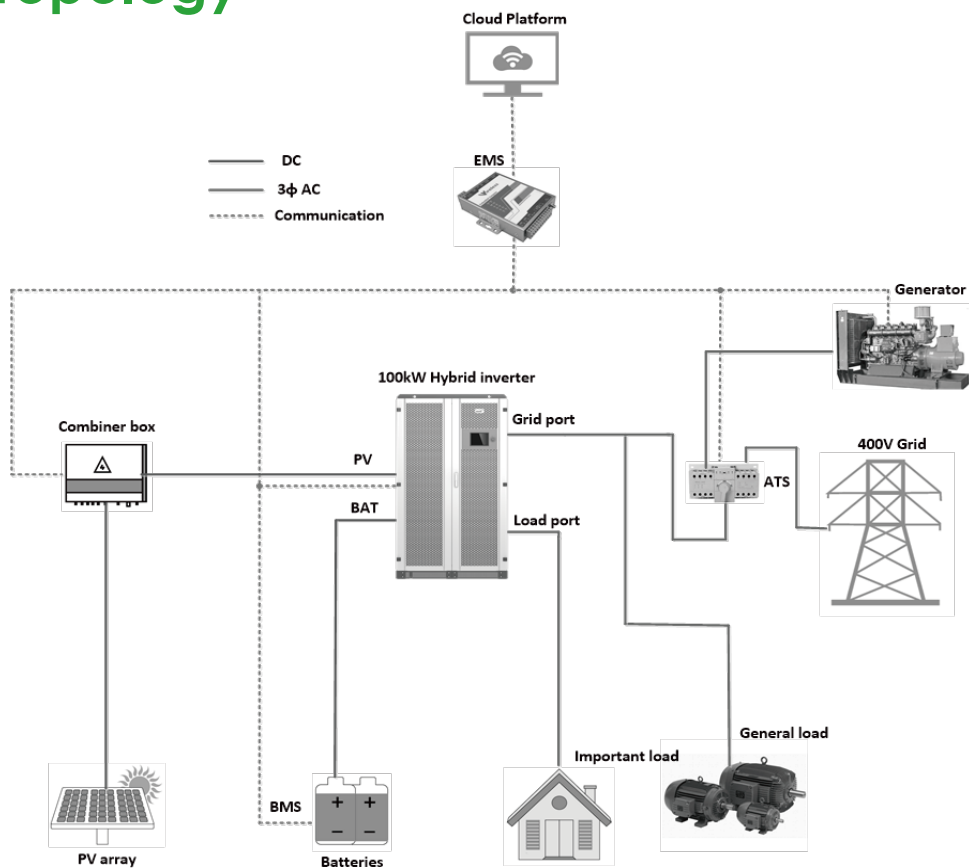 Topology
Cloud Platform
DC
EMS
3ϕ AC
Communication
Generator
100kW Hybrid inverter
Grid port
Combiner box
400V Grid
PV
ATS
BAT
Load port
General load
Important load
BMS
+ +
- -
PV array
Batteries